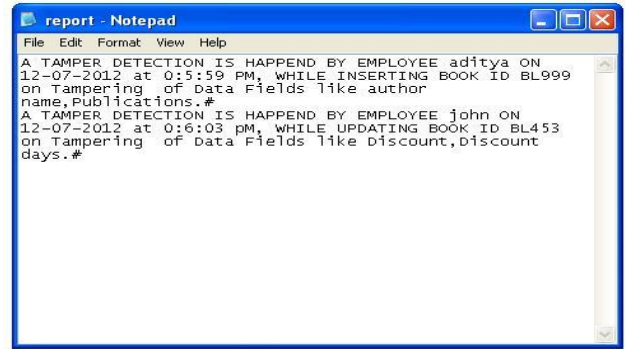 report - Notepad
File Edit Format View Help
A TAMPER DETECTION IS HAPPEND BY EMPLOYEE aditya ON
12-07-2012 at 0:5:59 PM, WHILE INSERTING BOOK ID BL999
on Tampering of Data Fields like author
name,Publications.#
A TAMPER DETECTION IS HAPPEND BY EMPLOYEE john ON
12-07-2012 at 0:6:03 pM, WHILE UPDATING BOOK ID BL453
on Tampering of Data Fields like Discount,Discount
days.#